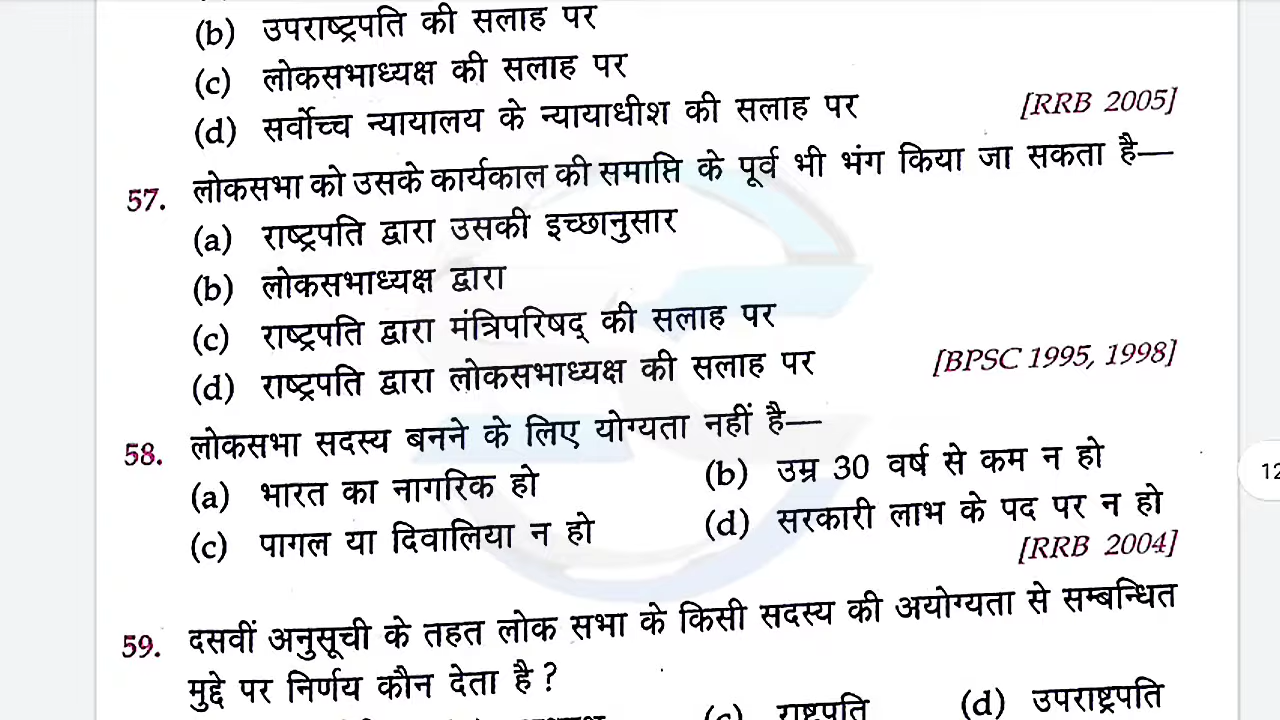 (b) उपराष्ट्रपति की सलाह पर
(c) लोकसभाध्यक्ष की सलाह पर
(d) सर्वोच्च न्यायालय के न्यायाधीश की सलाह पर [RRB 2005]
57. लोकसभा को उसके कार्यकाल की समाप्ति के पूर्व भी भंग किया जा सकता है—
(a) राष्ट्रपति द्वारा उसकी इच्छानुसार
(b) लोकसभाध्यक्ष द्वारा
(c) राष्ट्रपति द्वारा मंत्रिपरिषद् की सलाह पर
(d) राष्ट्रपति द्वारा लोकसभाध्यक्ष की सलाह पर [BPSC 1995, 1998]
58. लोकसभा सदस्य बनने के लिए योग्यता नहीं है—
(a) भारत का नागरिक हो (b) उम्र 30 वर्ष से कम न हो
(c) पागल या दिवालिया न हो (d) सरकारी लाभ के पद पर न हो
[RRB 2004]
59. दसवीं अनुसूची के तहत लोक सभा के किसी सदस्य की अयोग्यता से सम्बन्धित
मुद्दे पर निर्णय कौन देता है ?
(c) राष्ट्रपति (d) उपराष्ट्रपति
12